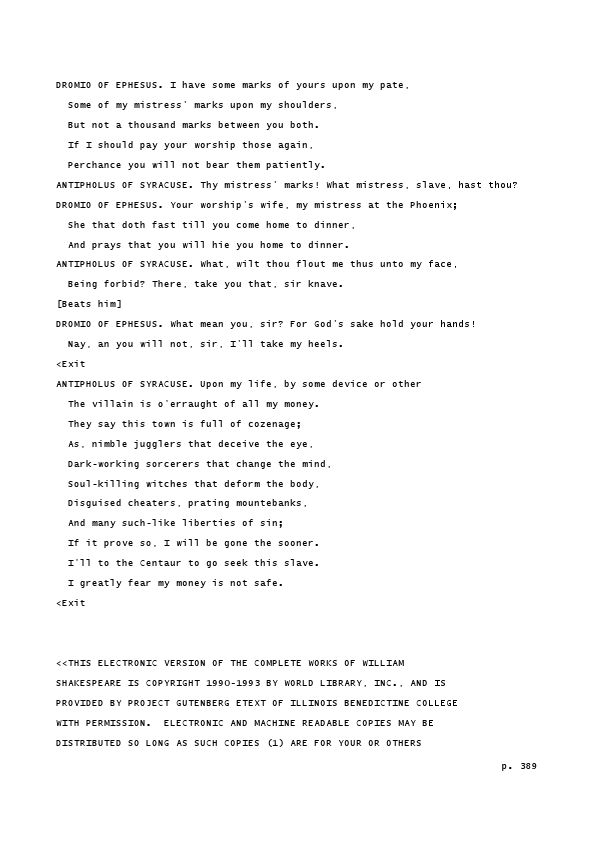 DROMIO OF EPHESUS. I have some marks of yours upon my pate,
Some of my mistress' marks upon my shoulders,
But not a thousand marks between you both.
If I should pay your worship those again,
Perchance you will not bear them patiently.
ANTIPHOLUS OF SYRACUSE. Thy mistress' marks! What mistress, slave, hast thou?
DROMIO OF EPHESUS. Your worship's wife, my mistress at the Phoenix;
She that doth fast till you come home to dinner,
And prays that you will hie you home to dinner.
ANTIPHOLUS OF SYRACUSE. What, wilt thou flout me thus unto my face,
Being forbid? There, take you that, sir knave.
[Beats him]
DROMIO OF EPHESUS. What mean you, sir? For God's sake hold your hands!
Nay, an you will not, sir, I'll take my heels.
<Exit
ANTIPHOLUS OF SYRACUSE. Upon my life, by some device or other
The villain is o'erraught of all my money.
They say this town is full of cozenage;
As, nimble jugglers that deceive the eye,
Dark-working sorcerers that change the mind,
Soul-killing witches that deform the body,
Disguised cheaters, prating mountebanks,
And many such-like liberties of sin;
If it prove so, I will be gone the sooner.
I'll to the Centaur to go seek this slave.
I greatly fear my money is not safe.
<Exit
<<THIS ELECTRONIC VERSION OF THE COMPLETE WORKS OF WILLIAM
SHAKESPEARE IS COPYRIGHT 1990-1993 BY WORLD LIBRARY, INC., AND IS
PROVIDED BY PROJECT GUTENBERG ETEXT OF ILLINOIS BENEDICTINE COLLEGE
WITH PERMISSION.  ELECTRONIC AND MACHINE READABLE COPIES MAY BE
DISTRIBUTED SO LONG AS SUCH COPIES (1) ARE FOR YOUR OR OTHERS
p. 389